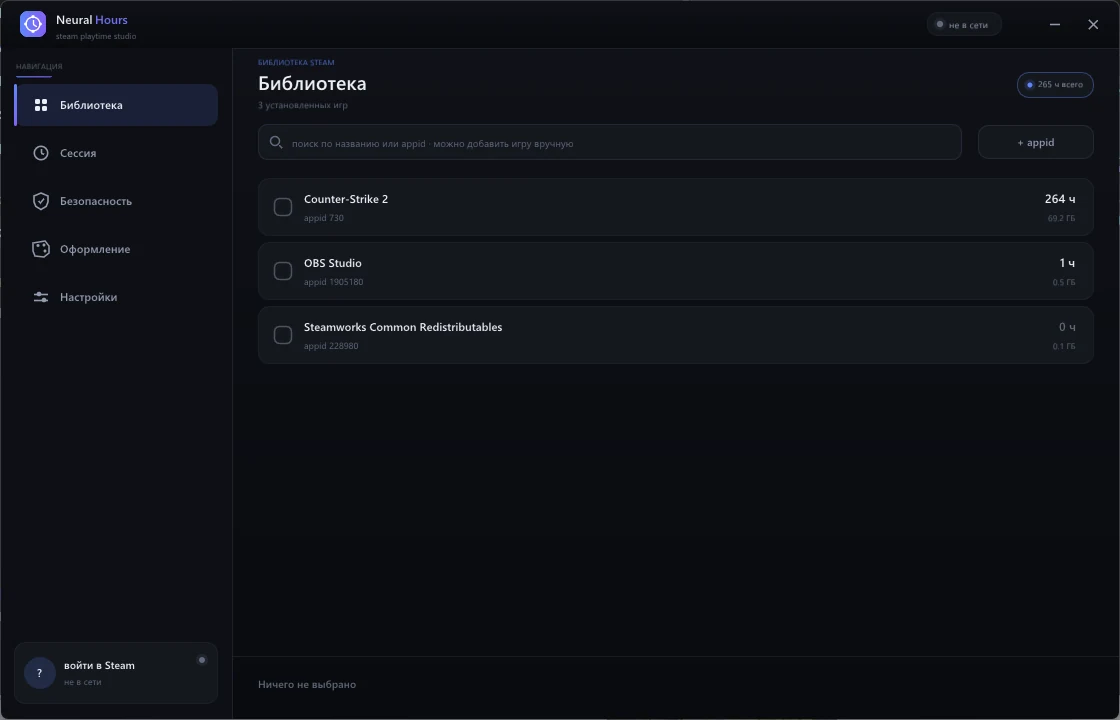 Neural Hours
steam playtime studio
не в сети
НАВИГАЦИЯ
Библиотека
Сессия
Безопасность
Оформление
Настройки
?
войти в Steam
не в сети
БИБЛИОТЕКА STEAM
Библиотека
3 установленных игр
265 ч всего
поиск по названию или appid · можно добавить игру вручную
+ appid
Counter-Strike 2
264 ч
appid 730
69.2 ГБ
OBS Studio
1 ч
appid 1905180
0.5 ГБ
Steamworks Common Redistributables
0 ч
appid 228980
0.1 ГБ
Ничего не выбрано